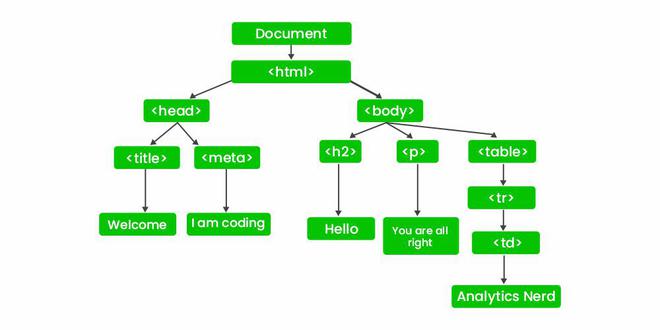 Document
<html>
<head>
<body>
<title>
<meta>
<h2>
<p>
<table>
<tr>
Welcome
I am coding
Hello
You are all
right
<td>
Analytics Nerd